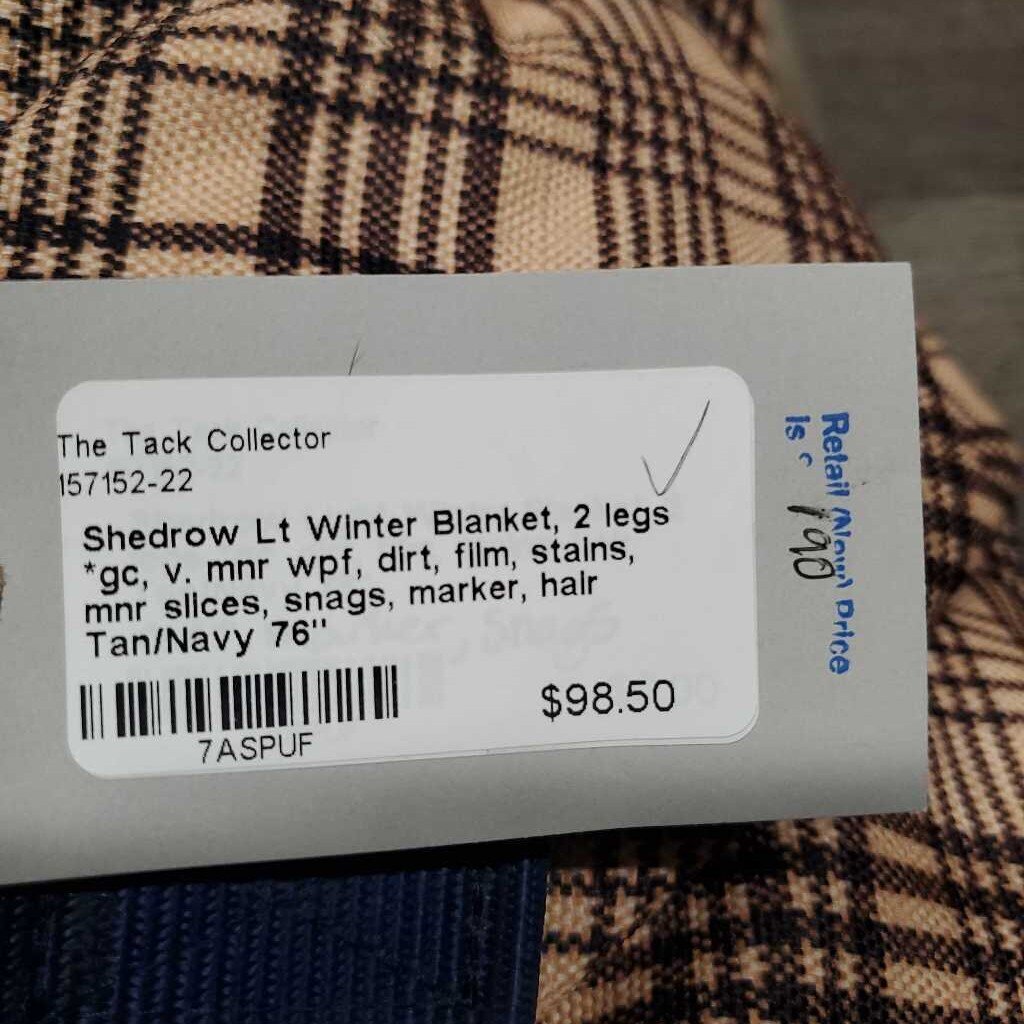 The Tack Collector
157152-22
Shedrow Lt Winter Blanket, 2 legs
*gc, v. mnr wpf, dirt, film, stains,
mnr slices, snags, marker, hair
Tan/Navy 76"
$98.50
7ASPUF
Retail (New) Price
is
190